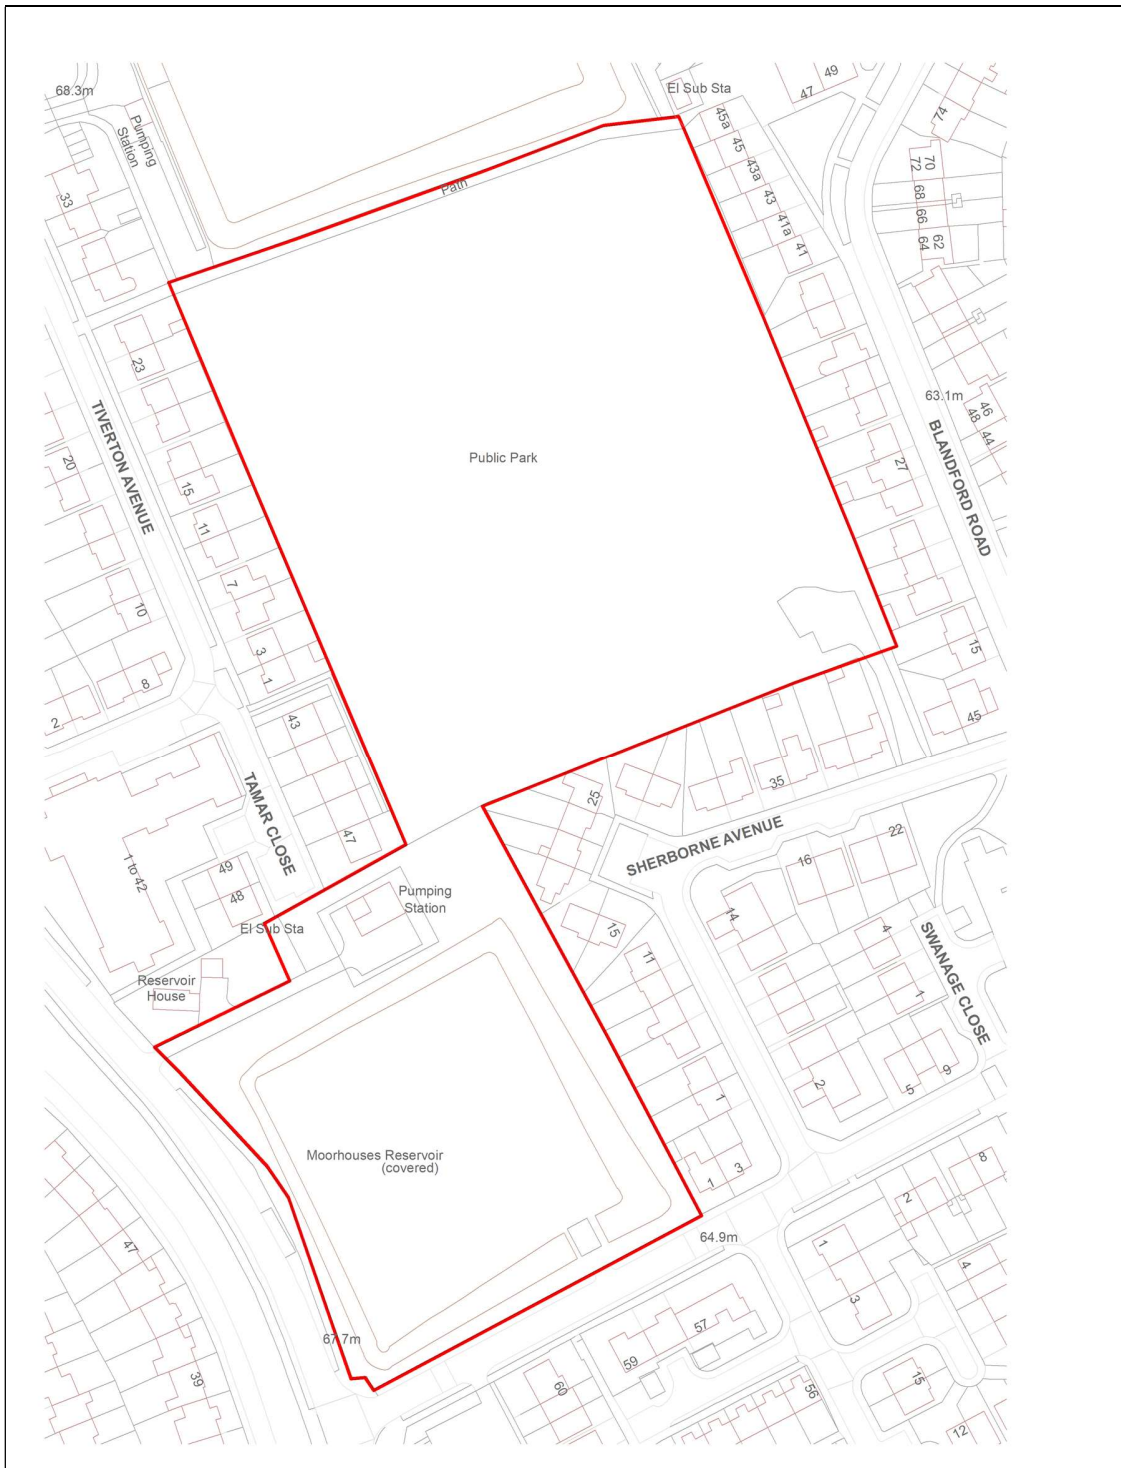 68.3m
Pumping
Station
El Sub Sta
49
47
74
45a
45
43a
43
41a
41
70
72
68
66
62
64
33
Path
23
63.1m
46
48
44
TIVERTON AVENUE
BLANDFORD ROAD
Public Park
20
15
27
11
7
10
3
1
15
8
2
43
45
47
25
35
TAMAR CLOSE
SHERBORNE AVENUE
22
16
1 to 42
49
48
Pumping
Station
El Sub Sta
14
15
4
11
1
SWANAGE CLOSE
Reservoir
House
2
1
5
9
Moorhouses Reservoir
(covered)
1
3
8
2
64.9m
47
1
3
4
67.7m
57
59
39
60
56
15
12